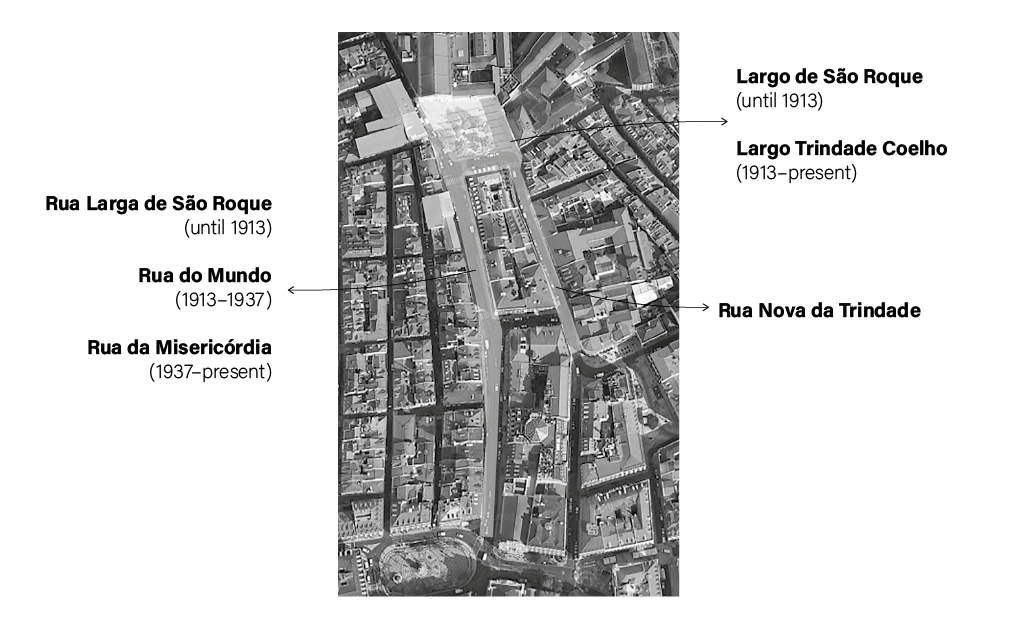 Rua Larga de São Roque
(until 1913)
Rua do Mundo
(1913–1937)
Rua da Misericórdia
(1937–present)
Largo de São Roque
(until 1913)
Largo Trindade Coelho
(1913–present)
Rua Nova da Trindade